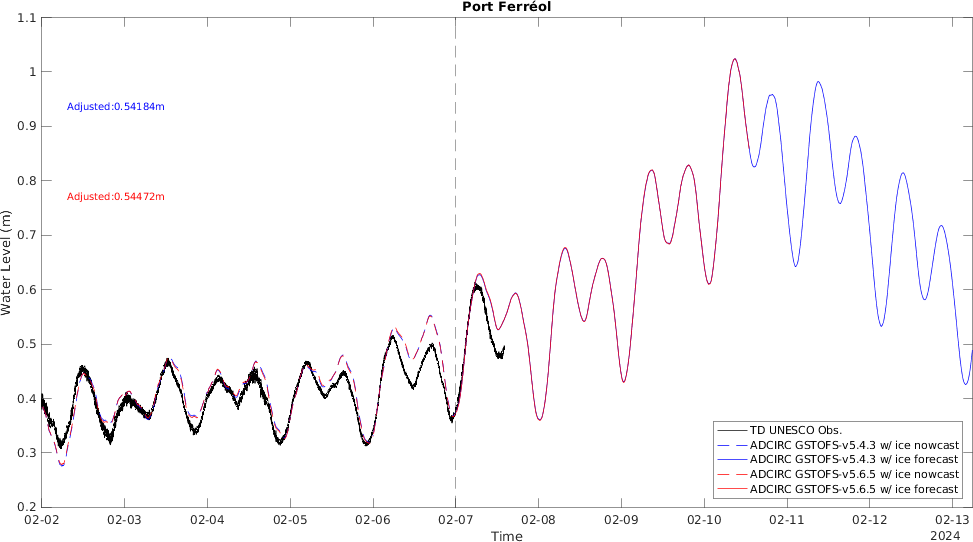 Port Ferréol
1.1
1
0.9
0.8
0.7
0.6
0.5
0.4
0.3
0.2
Water Level (m)
Adjusted:0.54184m
Adjusted:0.54472m
TD UNESCO Obs.
ADCIRC GSTOFS-v5.4.3 w/ ice nowcast
ADCIRC GSTOFS-v5.4.3 w/ ice forecast
ADCIRC GSTOFS-v5.6.5 w/ ice nowcast
ADCIRC GSTOFS-v5.6.5 w/ ice forecast
02-02 02-03 02-04 02-05 02-06 02-07 02-08 02-09 02-10 02-11 02-12 02-13
Time
2024